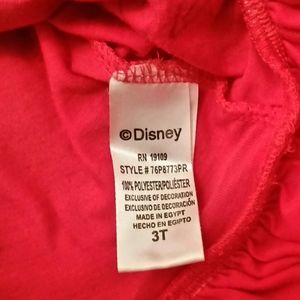 ©Disney
RN 19109
STYLE # 76P8773PR
100% POLYESTER/POLIÉSTER
EXCLUSIVE OF DECORATION
EXCLUSIVO DE DECORACIÓN
MADE IN EGYPT
HECHO EN EGIPTO
3T